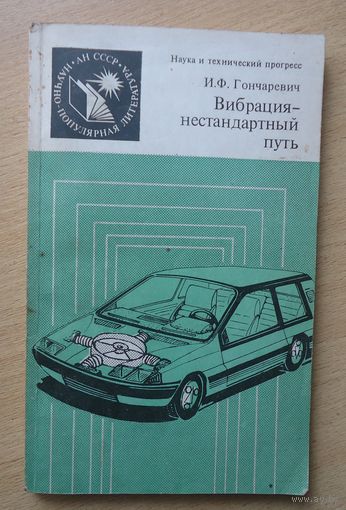 АН СССР
НАУЧНО-ПОПУЛЯРНАЯ ЛИТЕРАТУРА
Наука и технический прогресс
И.Ф. Гончаревич
Вибрация–
нестандартный
путь